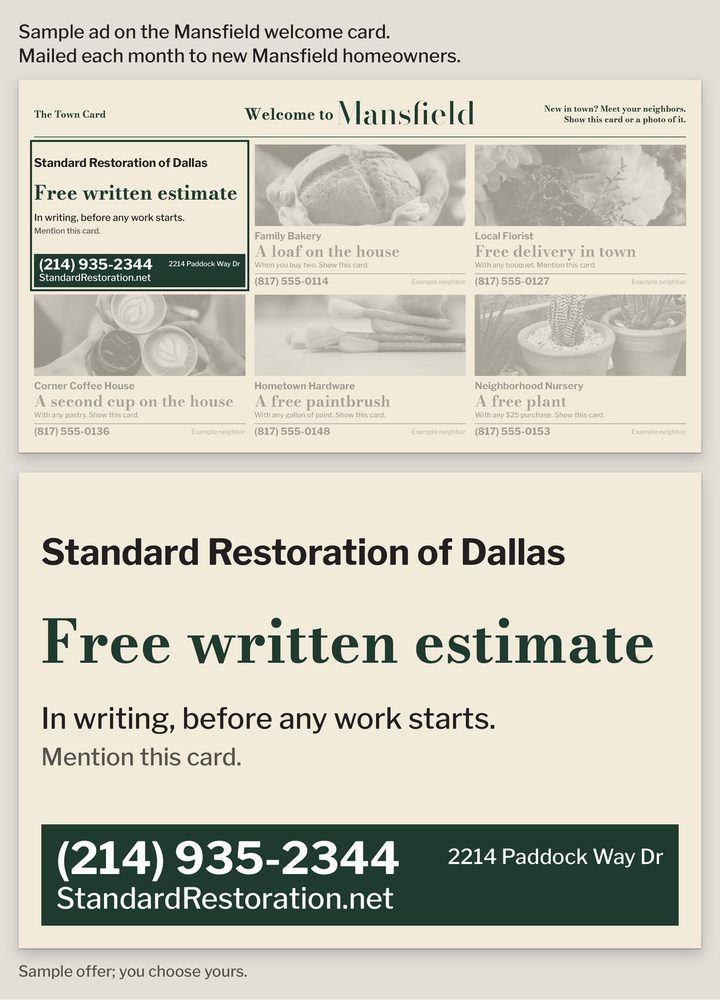 Sample ad on the Mansfield welcome card.
Mailed each month to new Mansfield homeowners.
The Town Card
Welcome to Mansfield
New in town? Meet your neighbors.
Show this card or a photo of it.
Standard Restoration of Dallas
Free written estimate
In writing, before any work starts.
Mention this card.
(214) 935-2344
2214 Paddock Way Dr
StandardRestoration.net
Family Bakery
A loaf on the house
When you buy two. Show this card.
(817) 555-0114
Example neighbor
Local Florist
Free delivery in town
With any bouquet. Mention this card.
(817) 555-0127
Example neighbor
Corner Coffee House
A second cup on the house
With any pastry. Show this card.
(817) 555-0136
Example neighbor
Hometown Hardware
A free paintbrush
With any gallon of paint. Show this card.
(817) 555-0148
Example neighbor
Neighborhood Nursery
A free plant
With any $25 purchase. Show this card.
(817) 555-0153
Example neighbor
Standard Restoration of Dallas
Free written estimate
In writing, before any work starts.
Mention this card.
(214) 935-2344
2214 Paddock Way Dr
StandardRestoration.net
Sample offer; you choose yours.